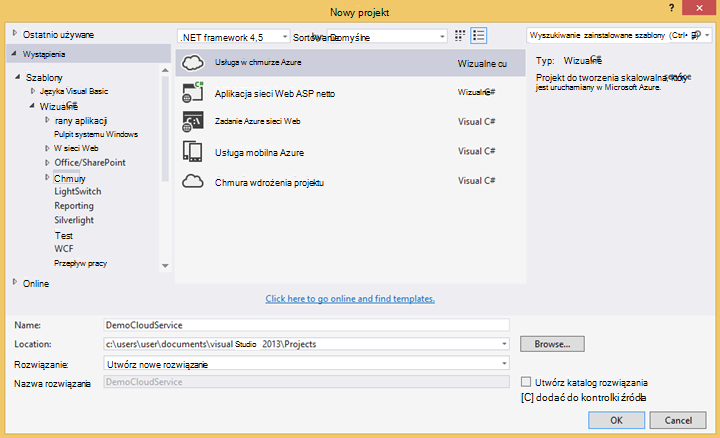 Nowy projekt
Ostatnio używane
.NET framework 4,5
Sortowanie Domyślne
Wyszukiwanie zainstalowane szablony (Ctrl+
Wystąpienia
Szablony
Języka Visual Basic
Wizualne C#
rany aplikacji
Pulpit systemu Windows
W sieci Web
Office/SharePoint
Chmury
LightSwitch
Reporting
Silverlight
Test
WCF
Przepływ pracy
Online
Usługa w chmurze Azure
Wizualne cu
Aplikacja sieci Web ASP netto
Wizualne C#
Zadanie Azure sieci Web
Visual C#
Usługa mobilna Azure
Visual C#
Chmura wdrożenia projektu
Visual C#
Typ: Wizualne C#
Projekt do tworzenia skalowalna
jest uruchamiany w Microsoft Azure.
Click here to go online and find templates.
Name:
DemoCloudService
Location:
c:\users\user\documents\visual Studio 2013\Projects
Browse...
Rozwiązanie:
Utwórz nowe rozwiązanie
Nazwa rozwiązania
DemoCloudService
Utwórz katalog rozwiązania
[C] dodać do kontrolki źródła
OK
Cancel